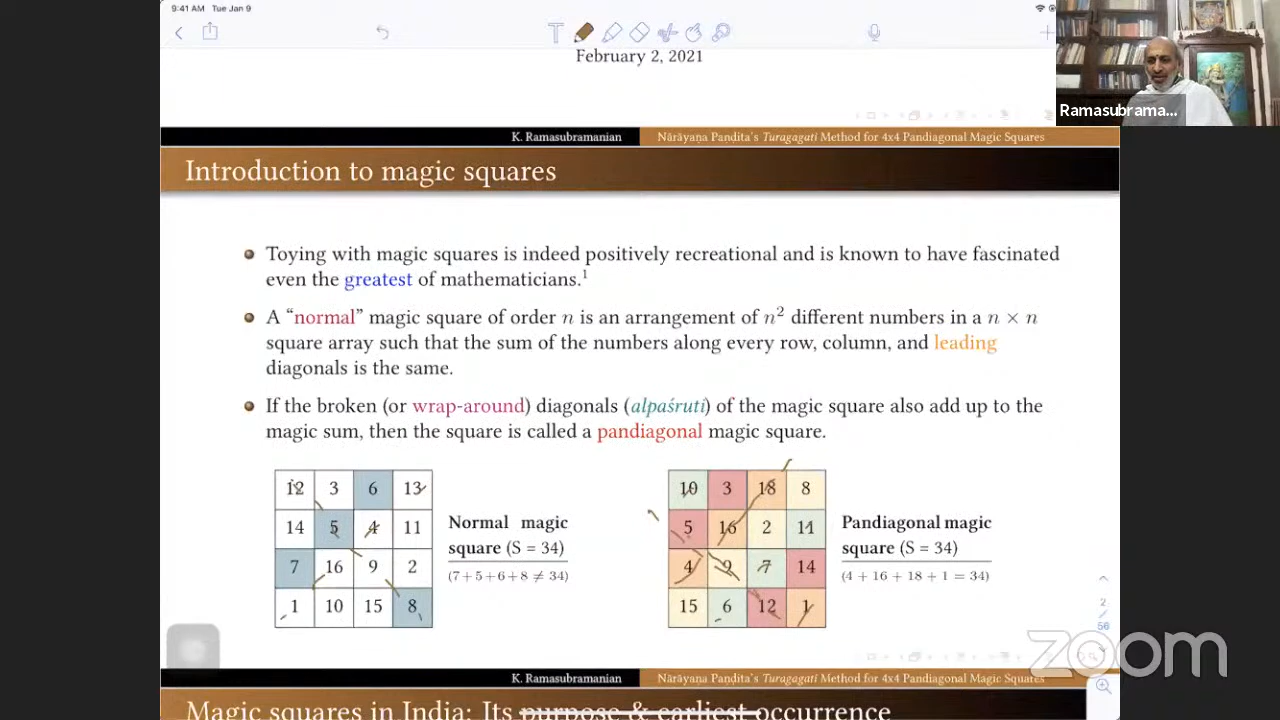 9:41 AM Tue Jan 9
February 2, 2021
Ramasubrama...
K. Ramasubramanian Nārāyaṇa Paṇḍita's Turagagati Method for 4x4 Pandiagonal Magic Squares
Introduction to magic squares
Toying with magic squares is indeed positively recreational and is known to have fascinated
even the greatest of mathematicians.¹
A “normal” magic square of order n is an arrangement of n² different numbers in a n × n
square array such that the sum of the numbers along every row, column, and leading
diagonals is the same.
If the broken (or wrap-around) diagonals (alpaśruti) of the magic square also add up to the
magic sum, then the square is called a pandiagonal magic square.
12 3 6 13
14 5 4 11
7 16 9 2
1 10 15 8
Normal magic
square (S = 34)
(7 + 5 + 6 + 8 ≠ 34)
10 3 18 8
5 16 2 11
4 9 7 14
15 6 12 1
Pandiagonal magic
square (S = 34)
(4 + 16 + 18 + 1 = 34)
2
/
56
zoom
K. Ramasubramanian Nārāyaṇa Paṇḍita's Turagagati Method for 4x4 Pandiagonal Magic Squares
Magic squares in India: Its purpose & earliest occurrence